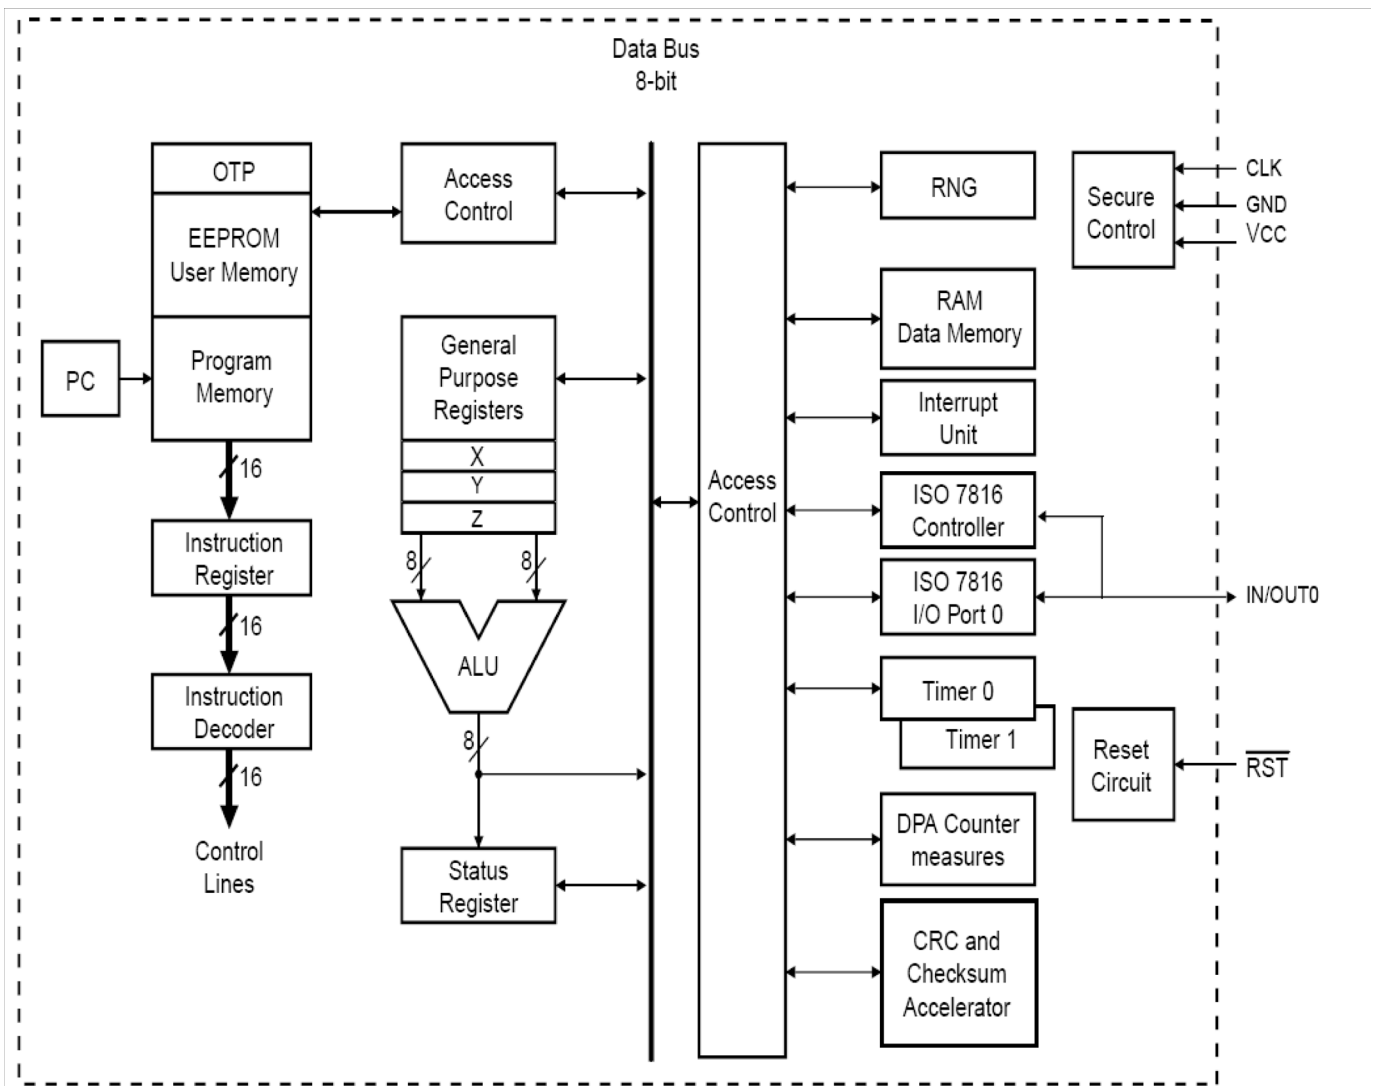 Data Bus
8-bit
OTP
EEPROM
User Memory
Program
Memory
PC
16
Instruction
Register
16
Instruction
Decoder
16
Control
Lines
Access
Control
General
Purpose
Registers
X
Y
Z
8
8
ALU
8
Status
Register
Access
Control
RNG
RAM
Data Memory
Interrupt
Unit
ISO 7816
Controller
ISO 7816
I/O Port 0
Timer 0
Timer 1
DPA Counter
measures
CRC and
Checksum
Accelerator
Secure
Control
CLK
GND
VCC
IN/OUT0
Reset
Circuit
RST